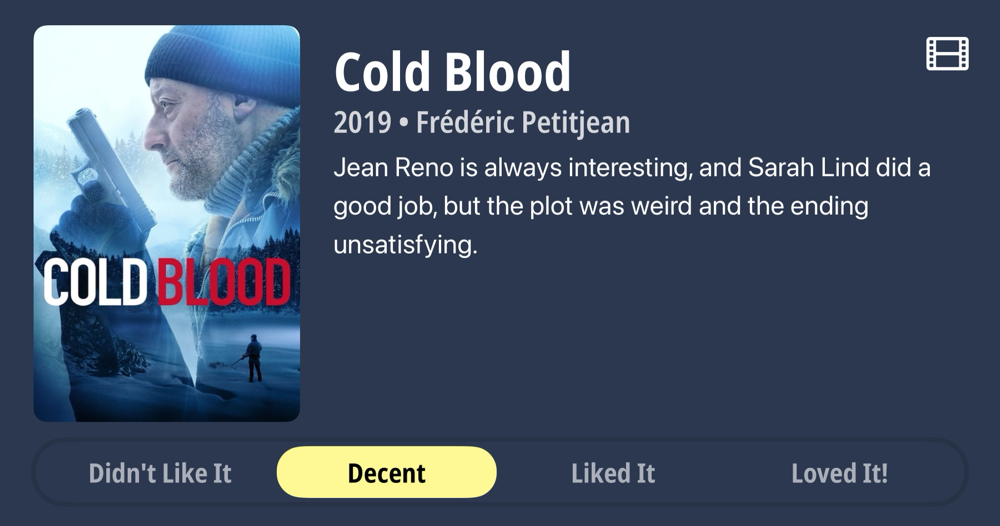 COLD BLOOD
Cold Blood
2019 • Frédéric Petitjean
Jean Reno is always interesting, and Sarah Lind did a
good job, but the plot was weird and the ending
unsatisfying.
Didn't Like It Decent Liked It Loved It!